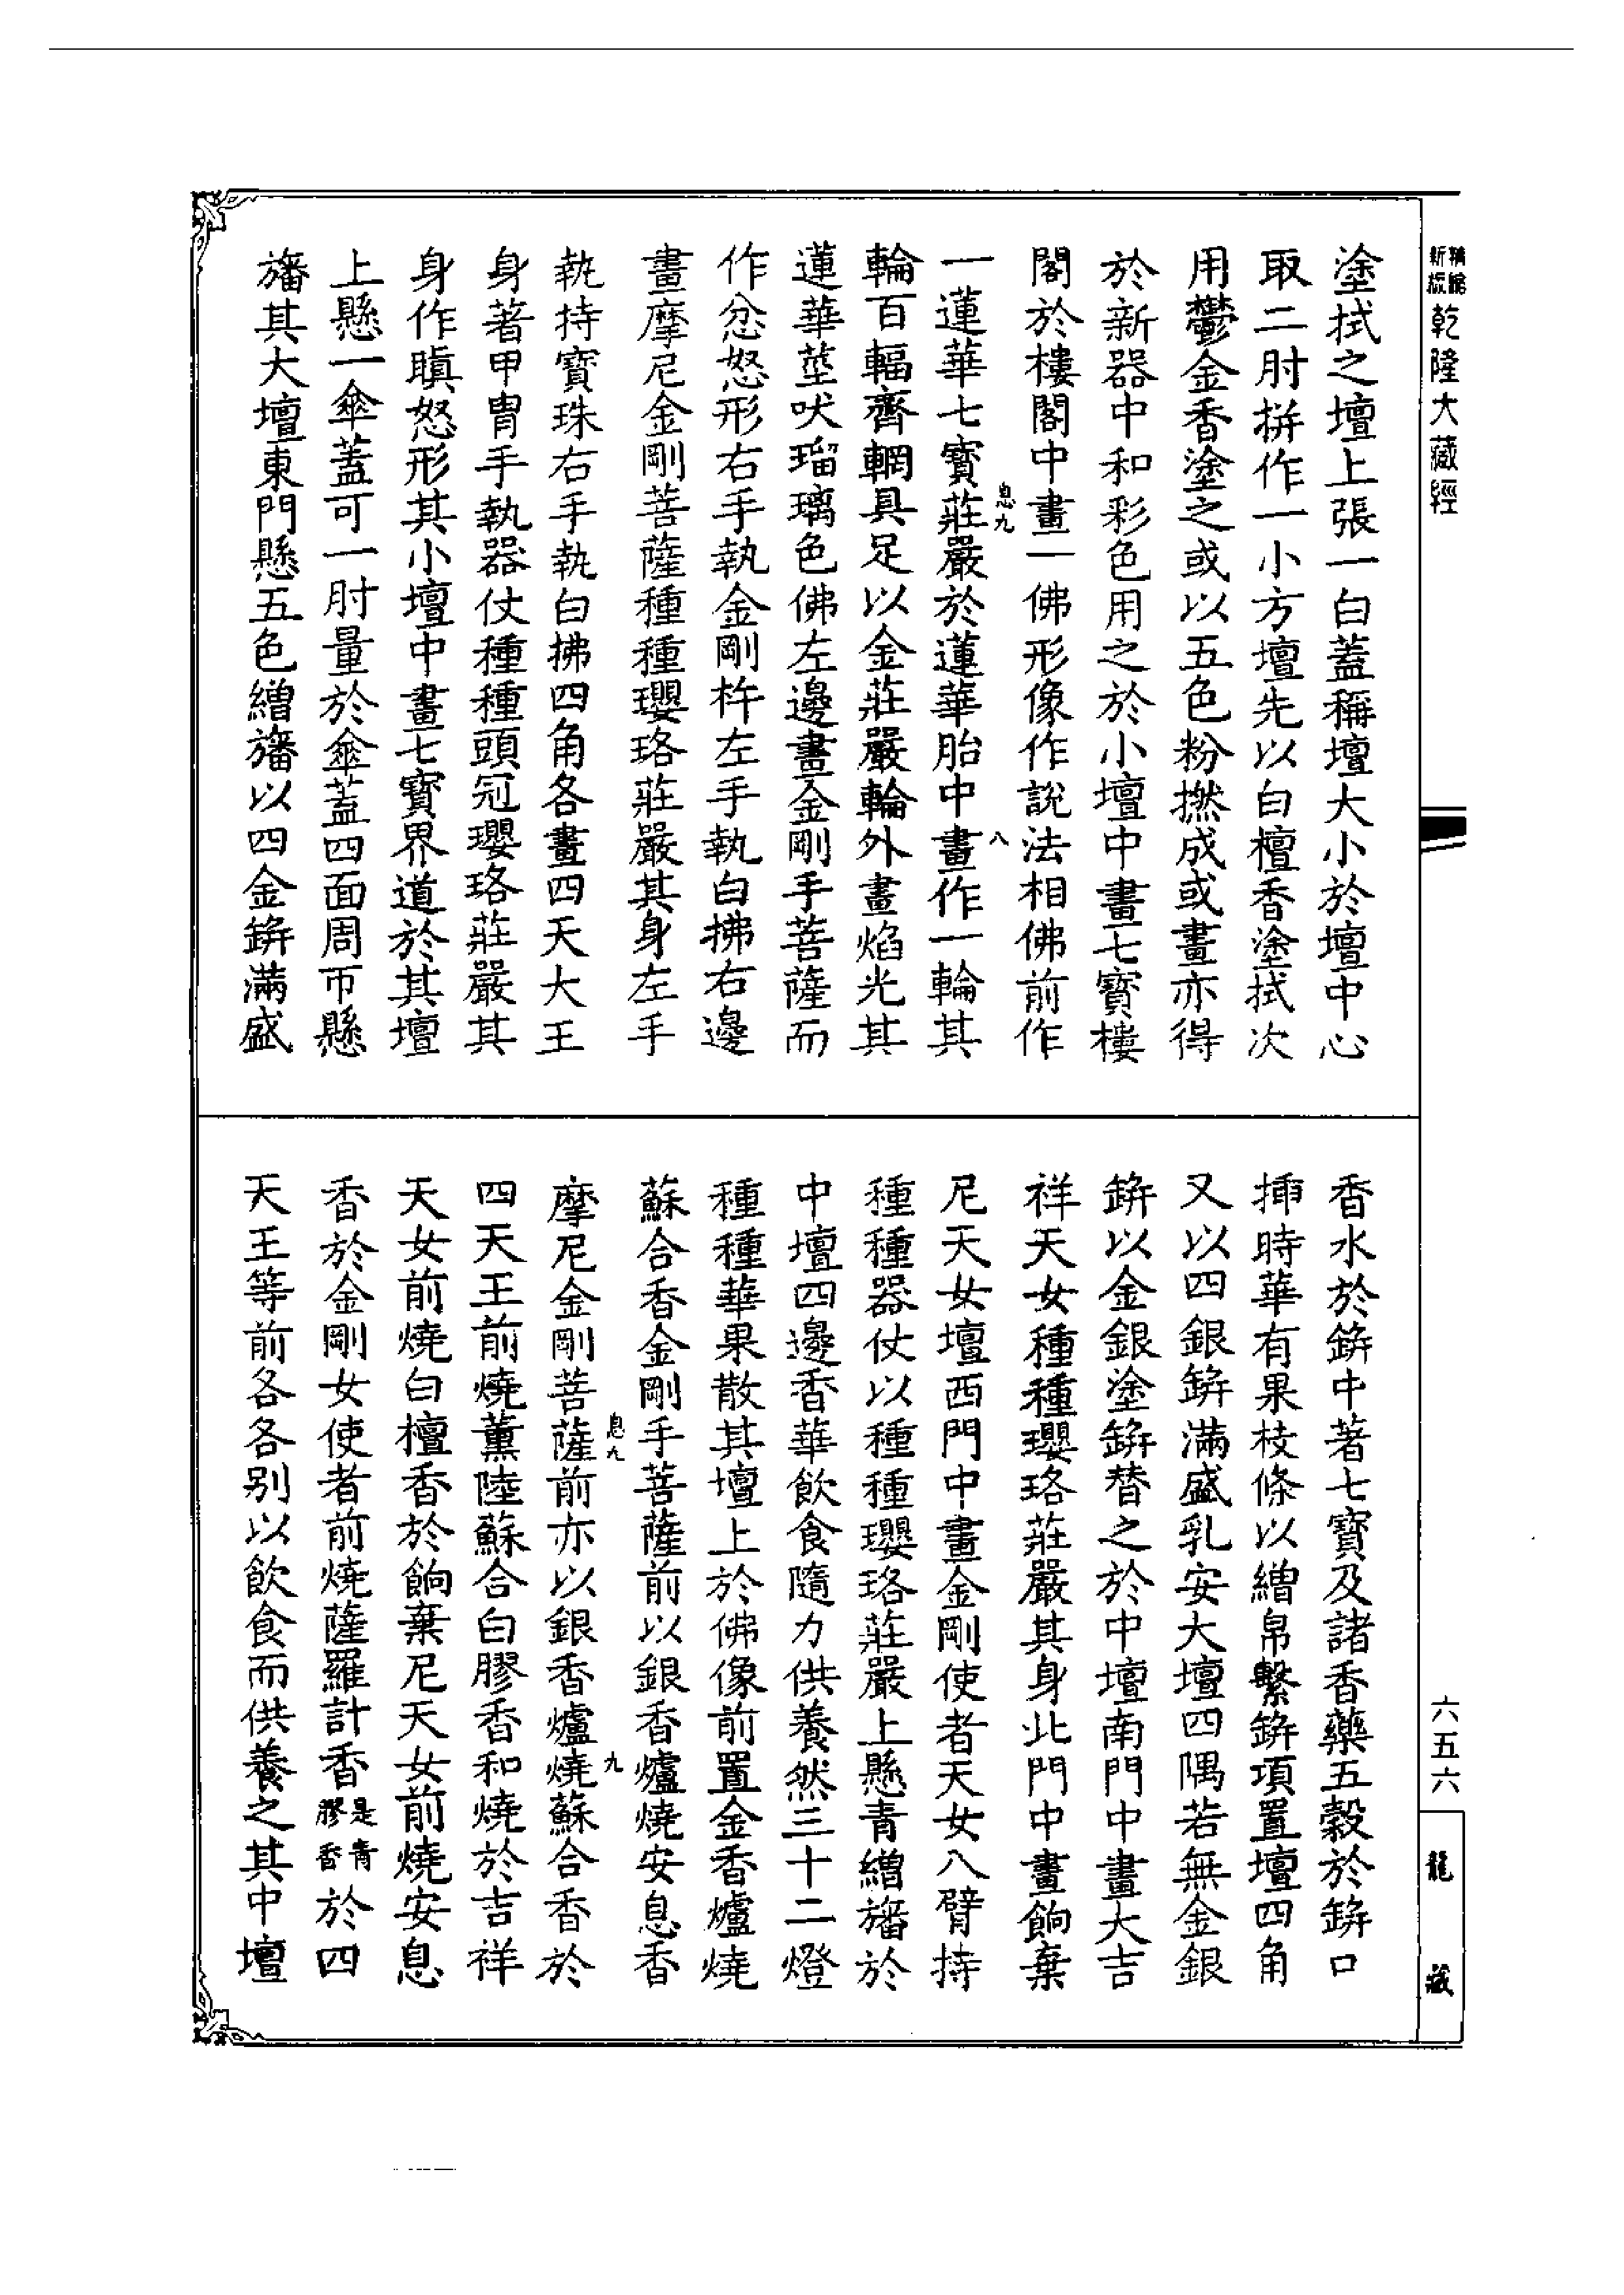 乾隆大藏經
六五六
龍藏
塗拭之壇上張一白蓋稱壇大小於壇中心
取二肘拼作一小方壇先以白檀香塗拭次
用鬱金香塗之或以五色粉撚成或畫亦得
於新器中和彩色用之於小壇中畫七寶樓
閣於樓閣中畫一佛形像作說法相佛前作
息九
八
一蓮華七寶莊嚴於蓮華胎中畫作一輪其
輪百輻齊輞具足以金莊嚴輪外畫焰光其
蓮華莖吠瑠璃色佛左邊畫金剛手菩薩而
作忿怒形右手執金剛杵左手執白拂右邊
畫摩尼金剛菩薩種種瓔珞莊嚴其身左手
執持寶珠右手執白拂四角各畫四天大王
身著甲冑手執器仗種種頭冠瓔珞莊嚴其
身作瞋怒形其小壇中畫七寶界道於其壇
上懸一傘蓋可一肘量於傘蓋四面周帀懸
旛其大壇東門懸五色繒旛以四金缾滿盛
香水於缾中著七寶及諸香藥五穀於缾口
插時華有果枝條以繒帛繫缾項置壇四角
又以四銀缾滿盛乳安大壇四隅若無金銀
缾以金銀塗缾替之於中壇南門中畫大吉
祥天女種種瓔珞莊嚴其身北門中畫餉棄
尼天女壇西門中畫金剛使者天女八臂持
種種器仗以種種瓔珞莊嚴上懸青繒旛於
中壇四邊香華飲食隨力供養然三十二燈
種種華果散其壇上於佛像前置金香爐燒
蘇合香金剛手菩薩前以銀香爐燒安息香
息九
九
摩尼金剛菩薩前亦以銀香爐燒蘇合香於
四天王前燒薰陸蘇合白膠香和燒於吉祥
天女前燒白檀香於餉棄尼天女前燒安息
香於金剛女使者前燒薩羅計香是青膠香於四
天王等前各各別以飲食而供養之其中壇